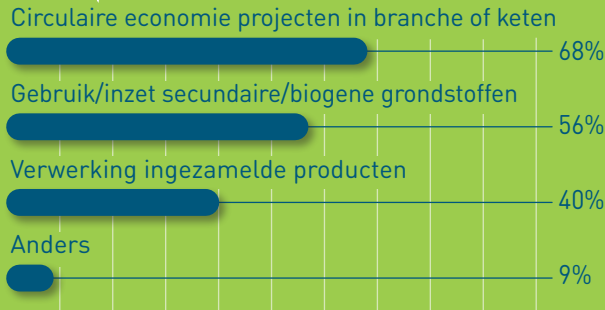 Circulaire economie projecten in branche of keten
68%
Gebruik/inzet secundaire/biogene grondstoffen
56%
Verwerking ingezamelde producten
40%
Anders
9%